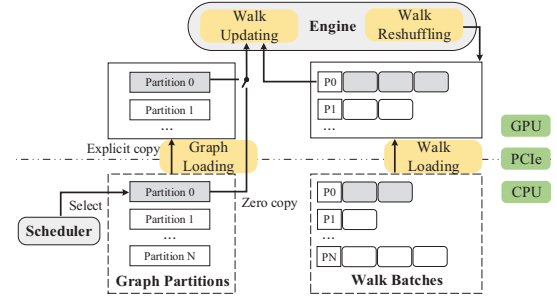 Walk
Updating
Engine
Walk
Reshuffling
Partition 0
Partition 1
...
P0
P1
...
Explicit copy
Graph
Loading
Walk
Loading
GPU
PCIe
CPU
Select
Scheduler
Partition 0
Partition 1
...
Partition N
Zero copy
Graph Partitions
P0
P1
...
PN
Walk Batches